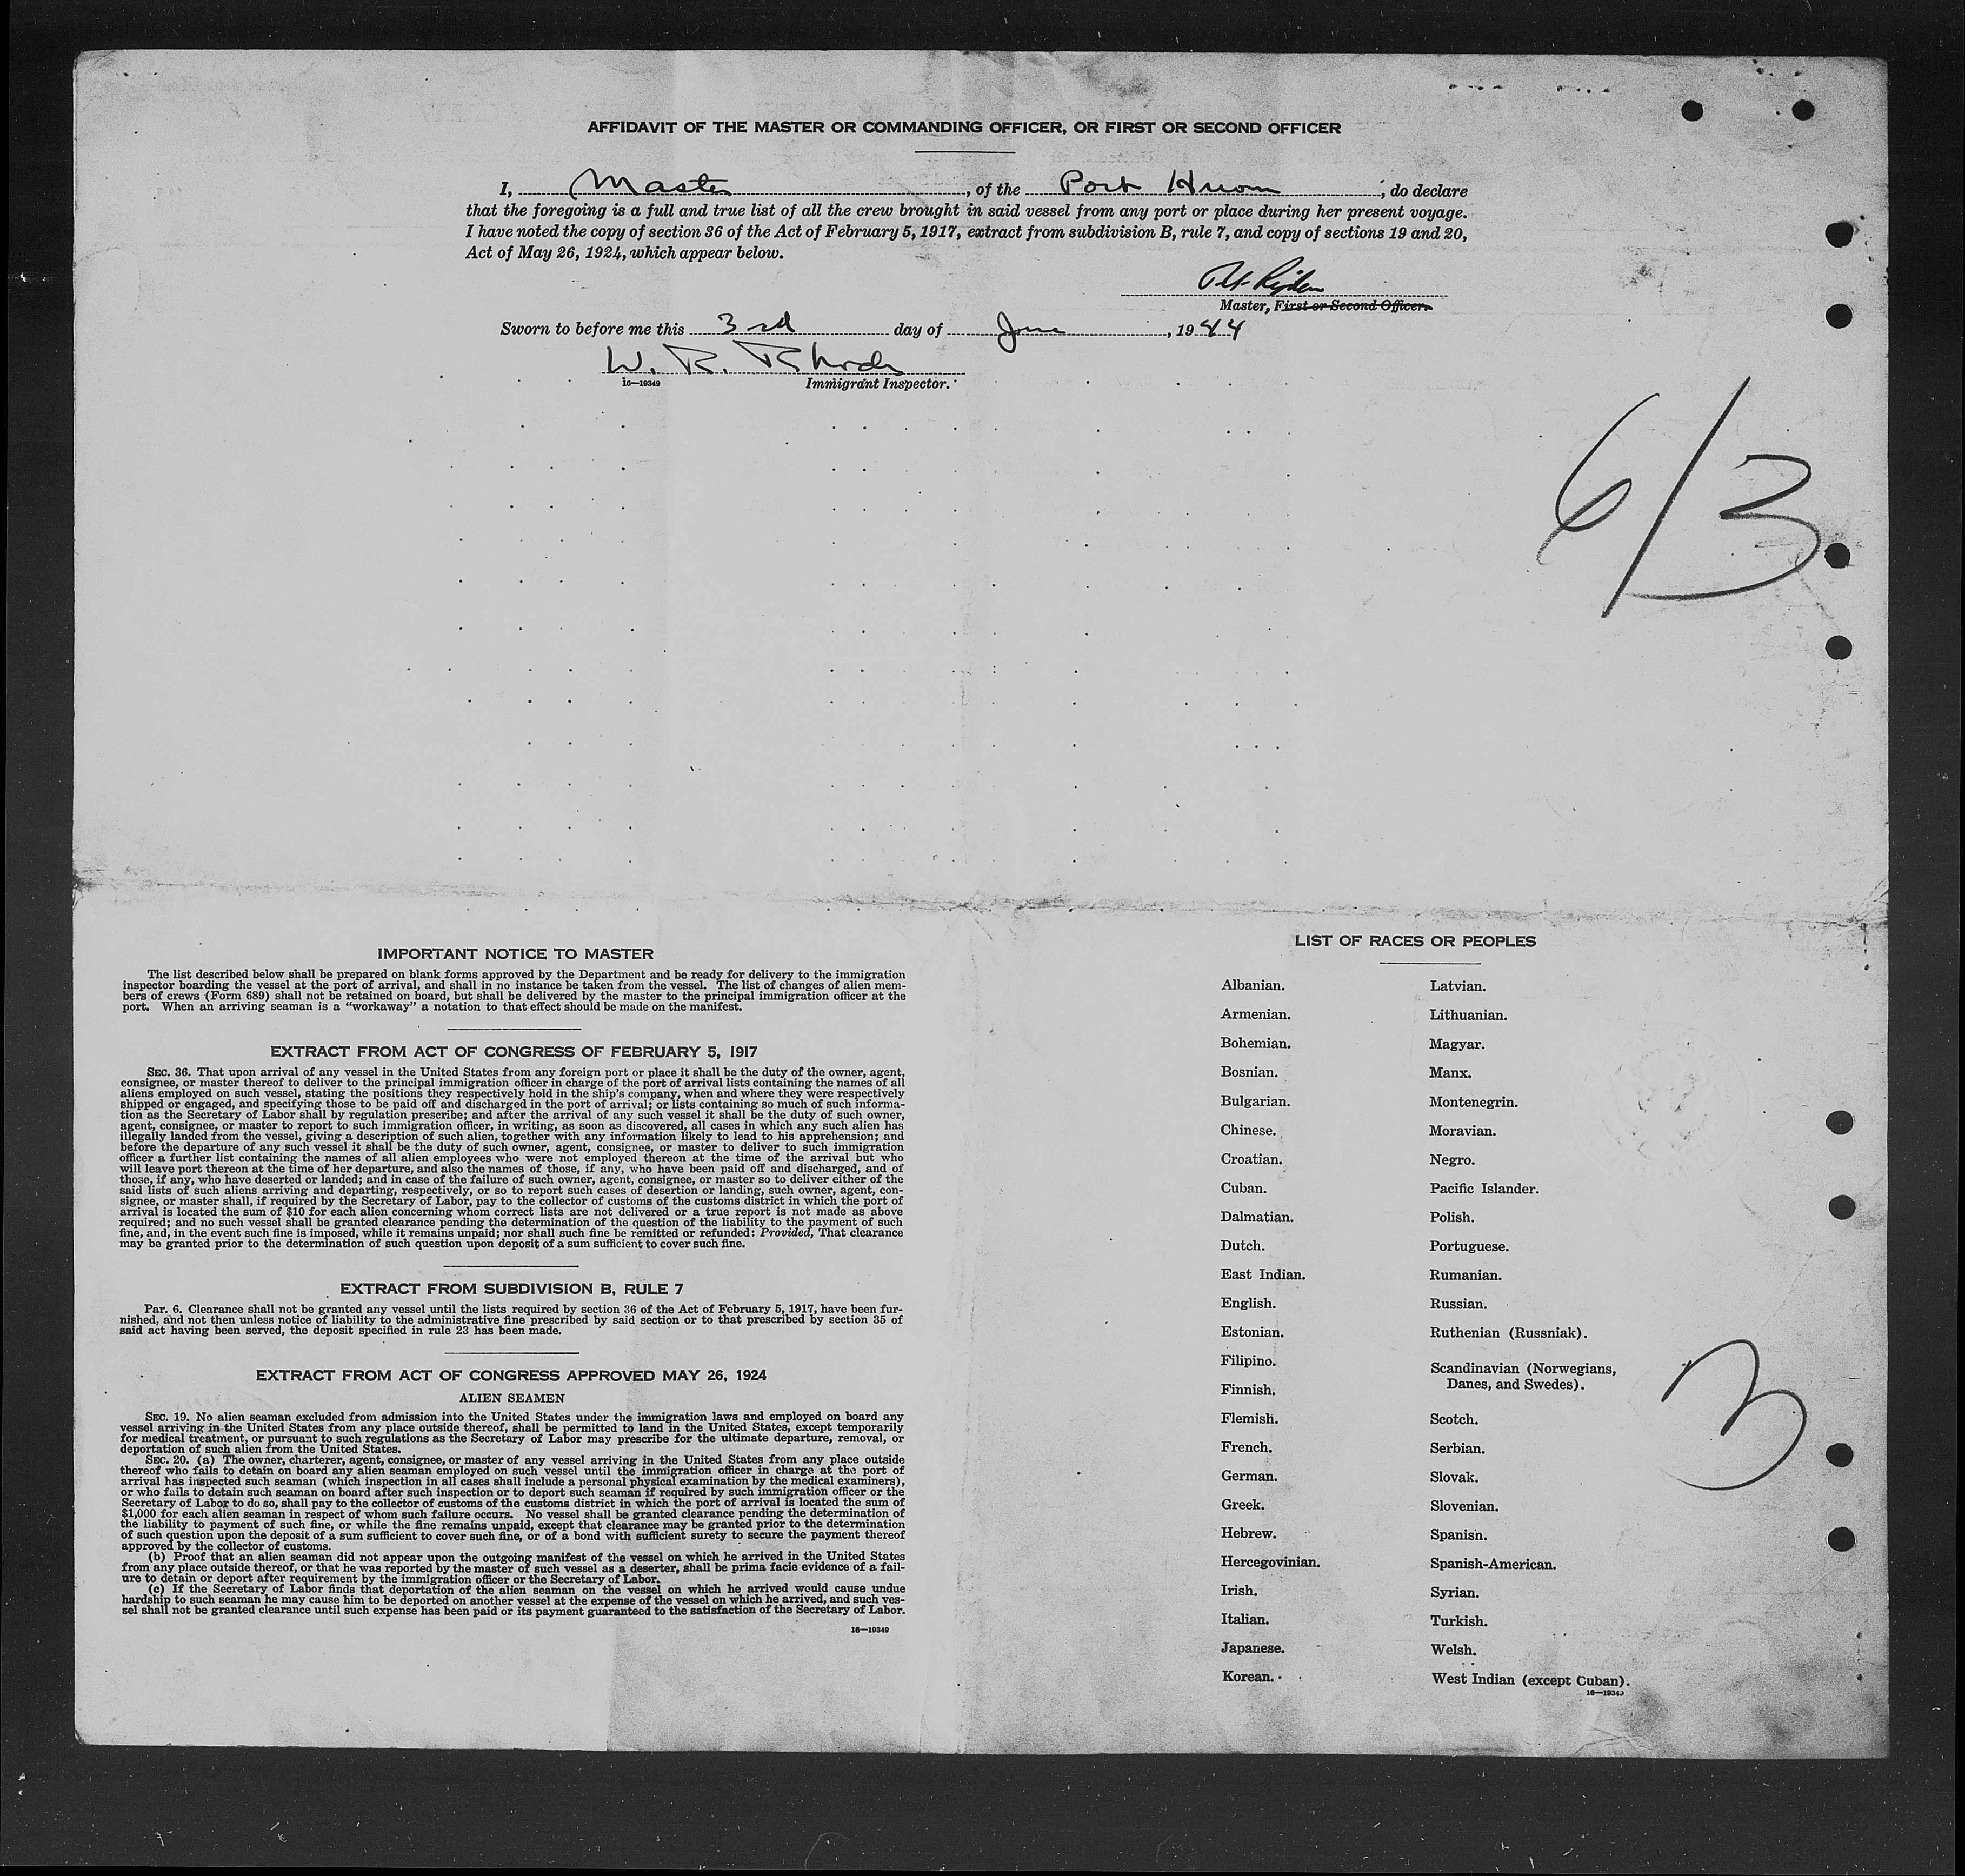 AFFIDAVIT OF THE MASTER OR COMMANDING OFFICER, OR FIRST OR SECOND OFFICER
I, Master, of the Port Huon, do declare
that the foregoing is a full and true list of all the crew brought in said vessel from any port or place during her present voyage.
I have noted the copy of section 36 of the Act of February 5, 1917, extract from subdivision B, rule 7, and copy of sections 19 and 20,
Act of May 26, 1924, which appear below.
Master, First or Second Officer.
Sworn to before me this 3rd day of June, 1944
W. R. Rhods
16—19349 Immigrant Inspector.
6/3
IMPORTANT NOTICE TO MASTER
The list described below shall be prepared on blank forms approved by the Department and be ready for delivery to the immigration
inspector boarding the vessel at the port of arrival, and shall in no instance be taken from the vessel. The list of changes of alien mem-
bers of crews (Form 689) shall not be retained on board, but shall be delivered by the master to the principal immigration officer at the
port. When an arriving seaman is a "workaway" a notation to that effect should be made on the manifest.
EXTRACT FROM ACT OF CONGRESS OF FEBRUARY 5, 1917
SEC. 36. That upon arrival of any vessel in the United States from any foreign port or place it shall be the duty of the owner, agent,
consignee, or master thereof to deliver to the principal immigration officer in charge of the port of arrival lists containing the names of all
aliens employed on such vessel, stating the positions they respectively hold in the ship's company, when and where they were respectively
shipped or engaged, and specifying those to be paid off and discharged in the port of arrival; or lists containing so much of such informa-
tion as the Secretary of Labor shall by regulation prescribe; and after the arrival of any such vessel it shall be the duty of such owner,
agent, consignee, or master to report to such immigration officer, in writing, as soon as discovered, all cases in which any such alien has
illegally landed from the vessel, giving a description of such alien, together with any information likely to lead to his apprehension; and
before the departure of any such vessel it shall be the duty of such owner, agent, consignee, or master to deliver to such immigration
officer a further list containing the names of all alien employees who were not employed thereon at the time of the arrival but who
will leave port thereon at the time of her departure, and also the names of those, if any, who have been paid off and discharged, and of
those, if any, who have deserted or landed; and in case of the failure of such owner, agent, consignee, or master so to deliver either of the
said lists of such aliens arriving and departing, respectively, or so to report such cases of desertion or landing, such owner, agent, con-
signee, or master shall, if required by the Secretary of Labor, pay to the collector of customs of the customs district in which the port of
arrival is located the sum of $10 for each alien concerning whom correct lists are not delivered or a true report is not made as above
required; and no such vessel shall be granted clearance pending the determination of the question of the liability to the payment of such
fine, and, in the event such fine is imposed, while it remains unpaid; nor shall such fine be remitted or refunded: Provided, That clearance
may be granted prior to the determination of such question upon deposit of a sum sufficient to cover such fine.
EXTRACT FROM SUBDIVISION B, RULE 7
Par. 6. Clearance shall not be granted any vessel until the lists required by section 36 of the Act of February 5, 1917, have been fur-
nished, and not then unless notice of liability to the administrative fine prescribed by said section or to that prescribed by section 35 of
said act having been served, the deposit specified in rule 23 has been made.
EXTRACT FROM ACT OF CONGRESS APPROVED MAY 26, 1924
ALIEN SEAMEN
SEC. 19. No alien seaman excluded from admission into the United States under the immigration laws and employed on board any
vessel arriving in the United States from any place outside thereof, shall be permitted to land in the United States, except temporarily
for medical treatment, or pursuant to such regulations as the Secretary of Labor may prescribe for the ultimate departure, removal, or
deportation of such alien from the United States.
SEC. 20. (a) The owner, charterer, agent, consignee, or master of any vessel arriving in the United States from any place outside
thereof who fails to detain on board any alien seaman employed on such vessel until the immigration officer in charge at the port of
arrival has inspected such seaman (which inspection in all cases shall include a personal physical examination by the medical examiners),
or who fails to detain such seaman on board after such inspection or to deport such seaman if required by such immigration officer or the
Secretary of Labor to do so, shall pay to the collector of customs of the customs district in which the port of arrival is located the sum of
$1,000 for each alien seaman in respect of whom such failure occurs. No vessel shall be granted clearance pending the determination of
the liability to payment of such fine, or while the fine remains unpaid, except that clearance may be granted prior to the determination
of such question upon the deposit of a sum sufficient to cover such fine, or of a bond with sufficient surety to secure the payment thereof
approved by the collector of customs.
(b) Proof that an alien seaman did not appear upon the outgoing manifest of the vessel on which he arrived in the United States
from any place outside thereof, or that he was reported by the master of such vessel as a deserter, shall be prima facie evidence of a fail-
ure to detain or deport after requirement by the immigration officer or the Secretary of Labor.
(c) If the Secretary of Labor finds that deportation of the alien seaman on the vessel on which he arrived would cause undue
hardship to such seaman he may cause him to be deported on another vessel at the expense of the vessel on which he arrived, and such ves-
sel shall not be granted clearance until such expense has been paid or its payment guaranteed to the satisfaction of the Secretary of Labor.
16—19349
LIST OF RACES OR PEOPLES
Albanian.
Armenian.
Bohemian.
Bosnian.
Bulgarian.
Chinese.
Croatian.
Cuban.
Dalmatian.
Dutch.
East Indian.
English.
Estonian.
Filipino.
Finnish.
Flemish.
French.
German.
Greek.
Hebrew.
Hercegovinian.
Irish.
Italian.
Japanese.
Korean.
Latvian.
Lithuanian.
Magyar.
Manx.
Montenegrin.
Moravian.
Negro.
Pacific Islander.
Polish.
Portuguese.
Rumanian.
Russian.
Ruthenian (Russniak).
Scandinavian (Norwegians,
Danes, and Swedes).
Scotch.
Serbian.
Slovak.
Slovenian.
Spanish.
Spanish-American.
Syrian.
Turkish.
Welsh.
West Indian (except Cuban).
16—19349
3